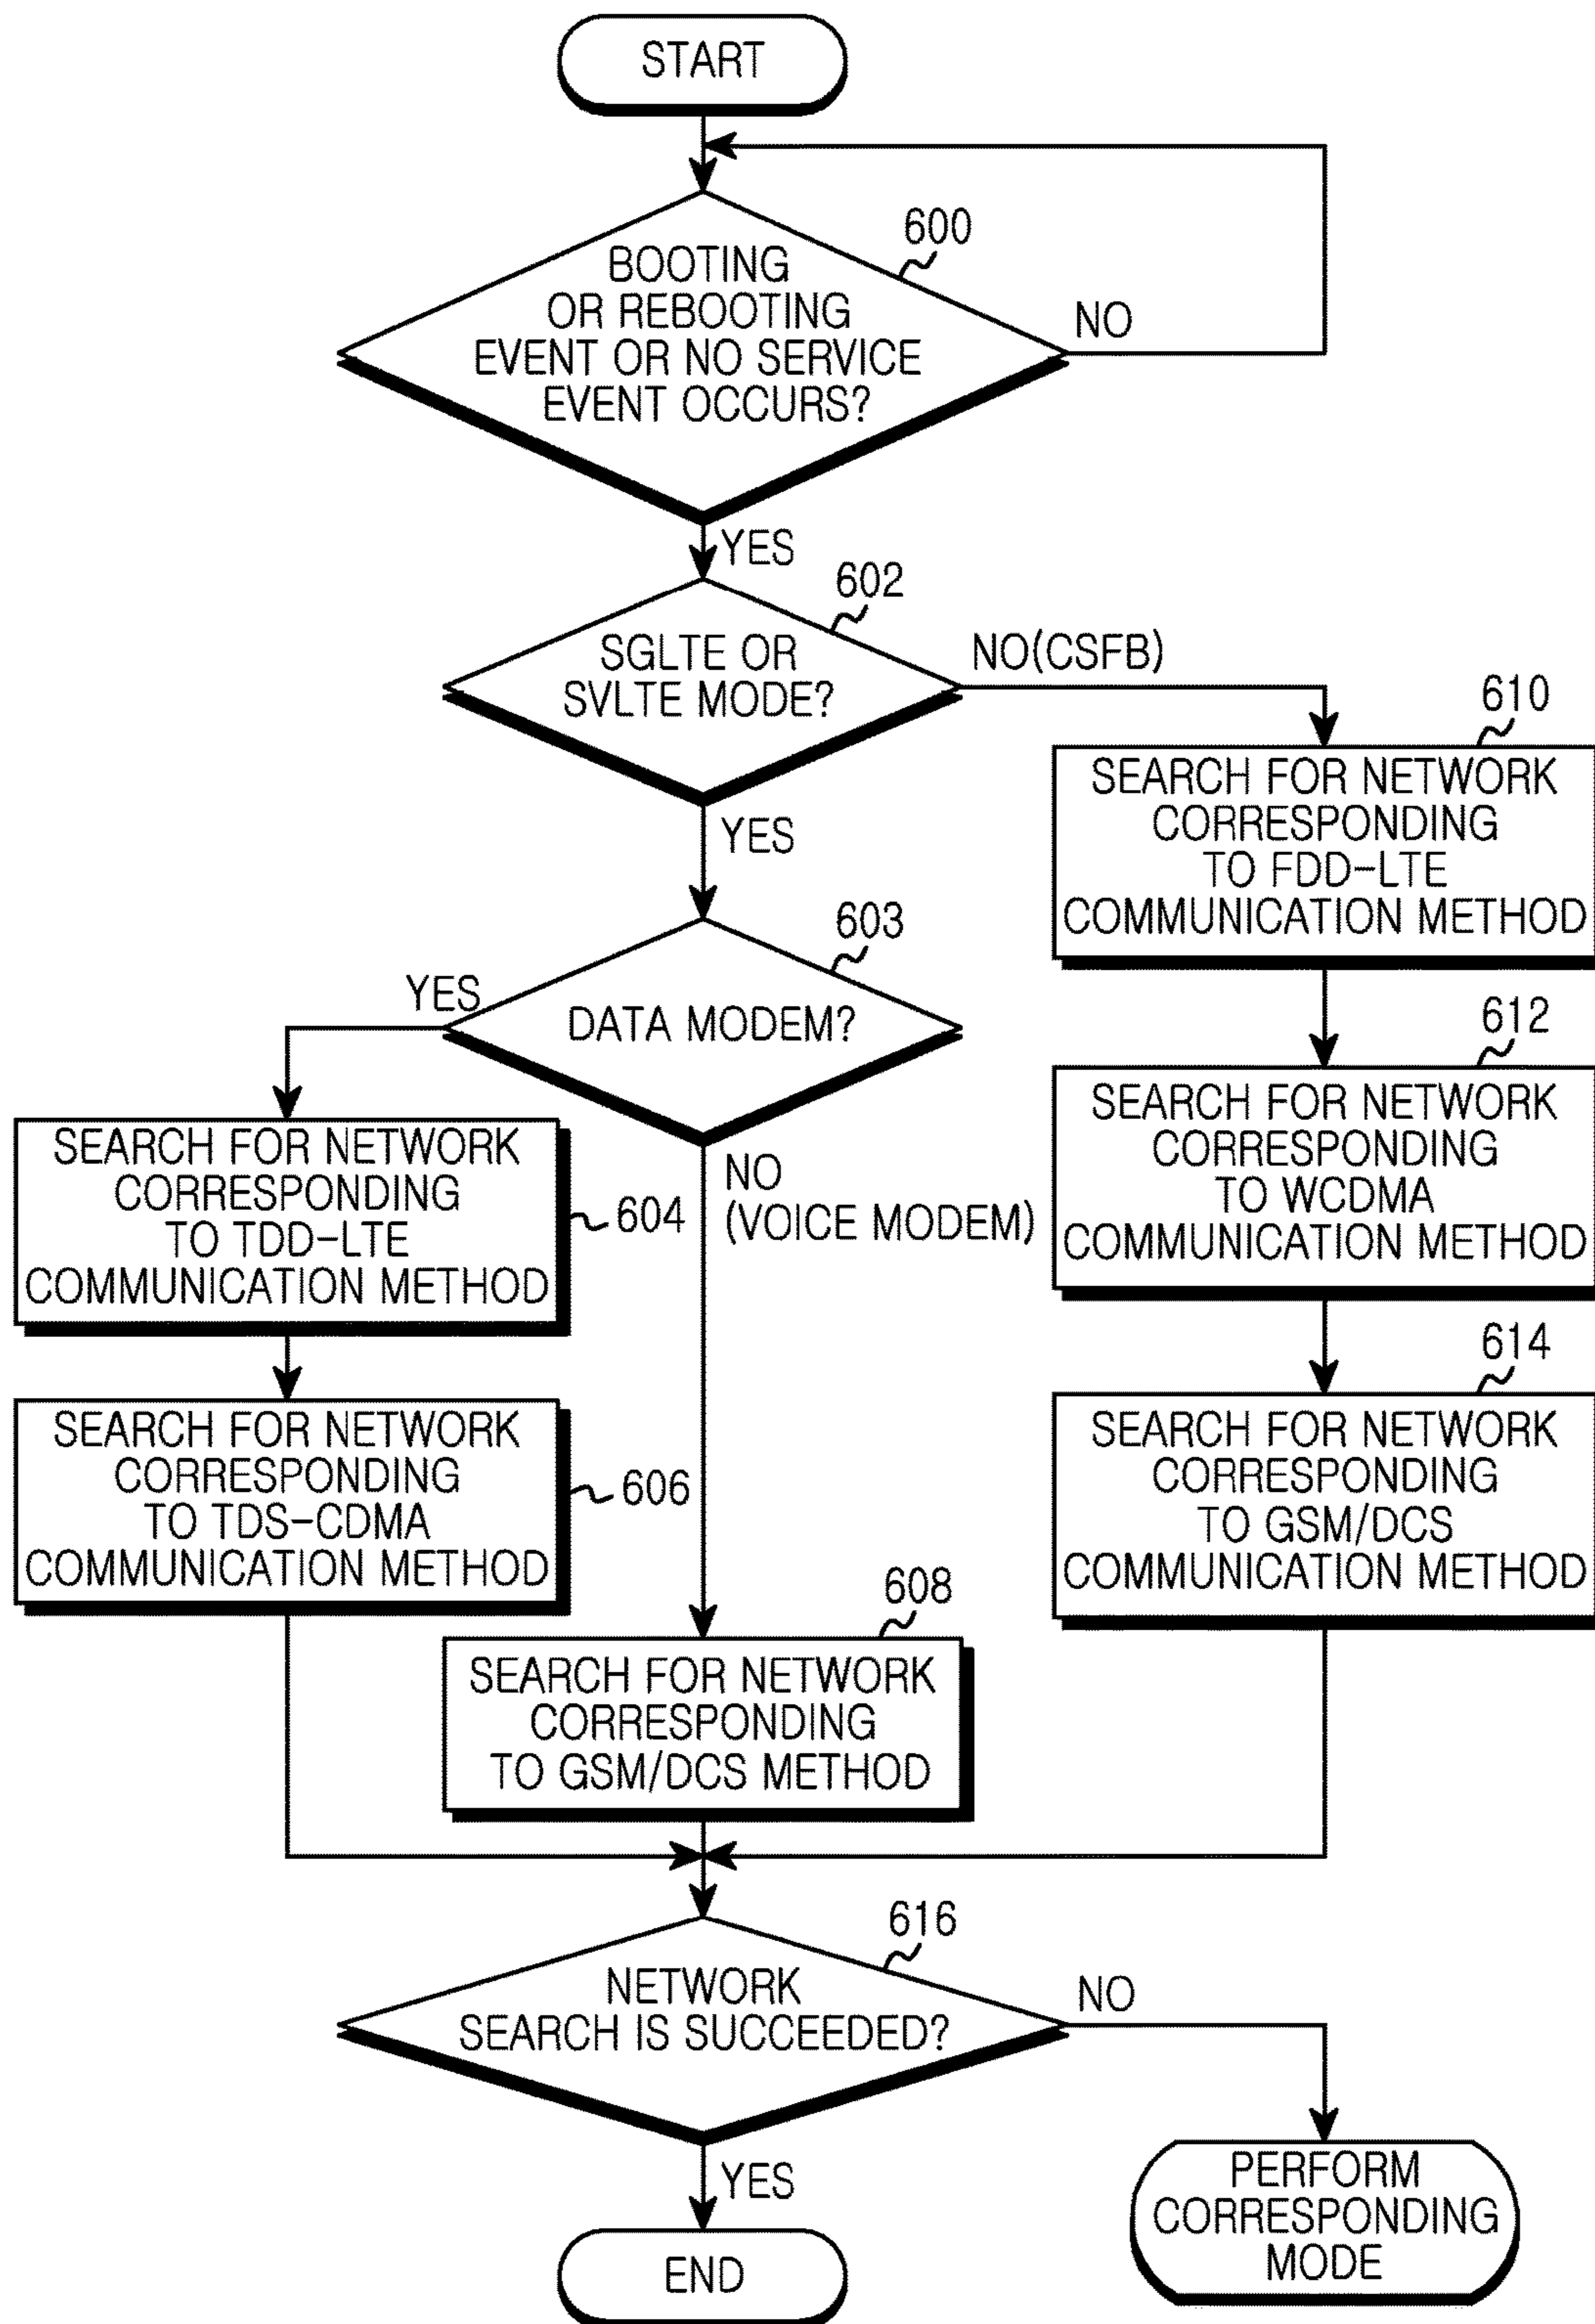 START
600
BOOTING
OR REBOOTING
EVENT OR NO SERVICE
EVENT OCCURS?
NO
YES
602
SGLTE OR
SVLTE MODE?
NO(CSFB)
YES
610
SEARCH FOR NETWORK
CORRESPONDING
TO FDD-LTE
COMMUNICATION METHOD
603
DATA MODEM?
YES
NO
(VOICE MODEM)
612
SEARCH FOR NETWORK
CORRESPONDING
TO WCDMA
COMMUNICATION METHOD
SEARCH FOR NETWORK
CORRESPONDING
TO TDD-LTE
COMMUNICATION METHOD
604
614
SEARCH FOR NETWORK
CORRESPONDING
TO GSM/DCS
COMMUNICATION METHOD
SEARCH FOR NETWORK
CORRESPONDING
TO TDS-CDMA
COMMUNICATION METHOD
606
608
SEARCH FOR NETWORK
CORRESPONDING
TO GSM/DCS METHOD
616
NETWORK
SEARCH IS SUCCEEDED?
NO
YES
END
PERFORM
CORRESPONDING
MODE